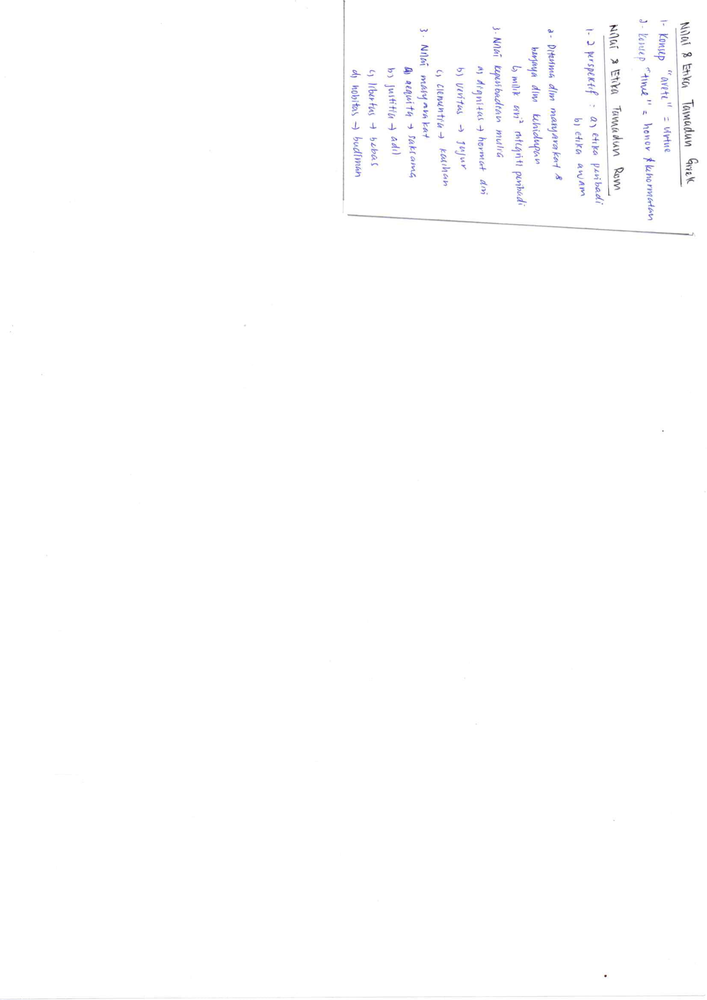 Nilai & Etika Tamadun Greek
1- Konsep "arete" = virtue
2- Konsep "time" = honor / kehormatan
Nilai & Etika Tamadun Rom
1- 2 perspektif : a) etika peribadi
b) etika awam
2- Diterima dlm masyarakat &
berjaya dlm kehidupan
↳ milik ciri² integriti peribadi
3. Nilai keperibadian mulia
a) dignitas → hormat diri
b) veritas → jujur
c) clementia → kasihan
3. Nilai masyarakat
a) aequita → saksama
b) justitia → adil
c) libertas → bebas
d) nobitas → budiman